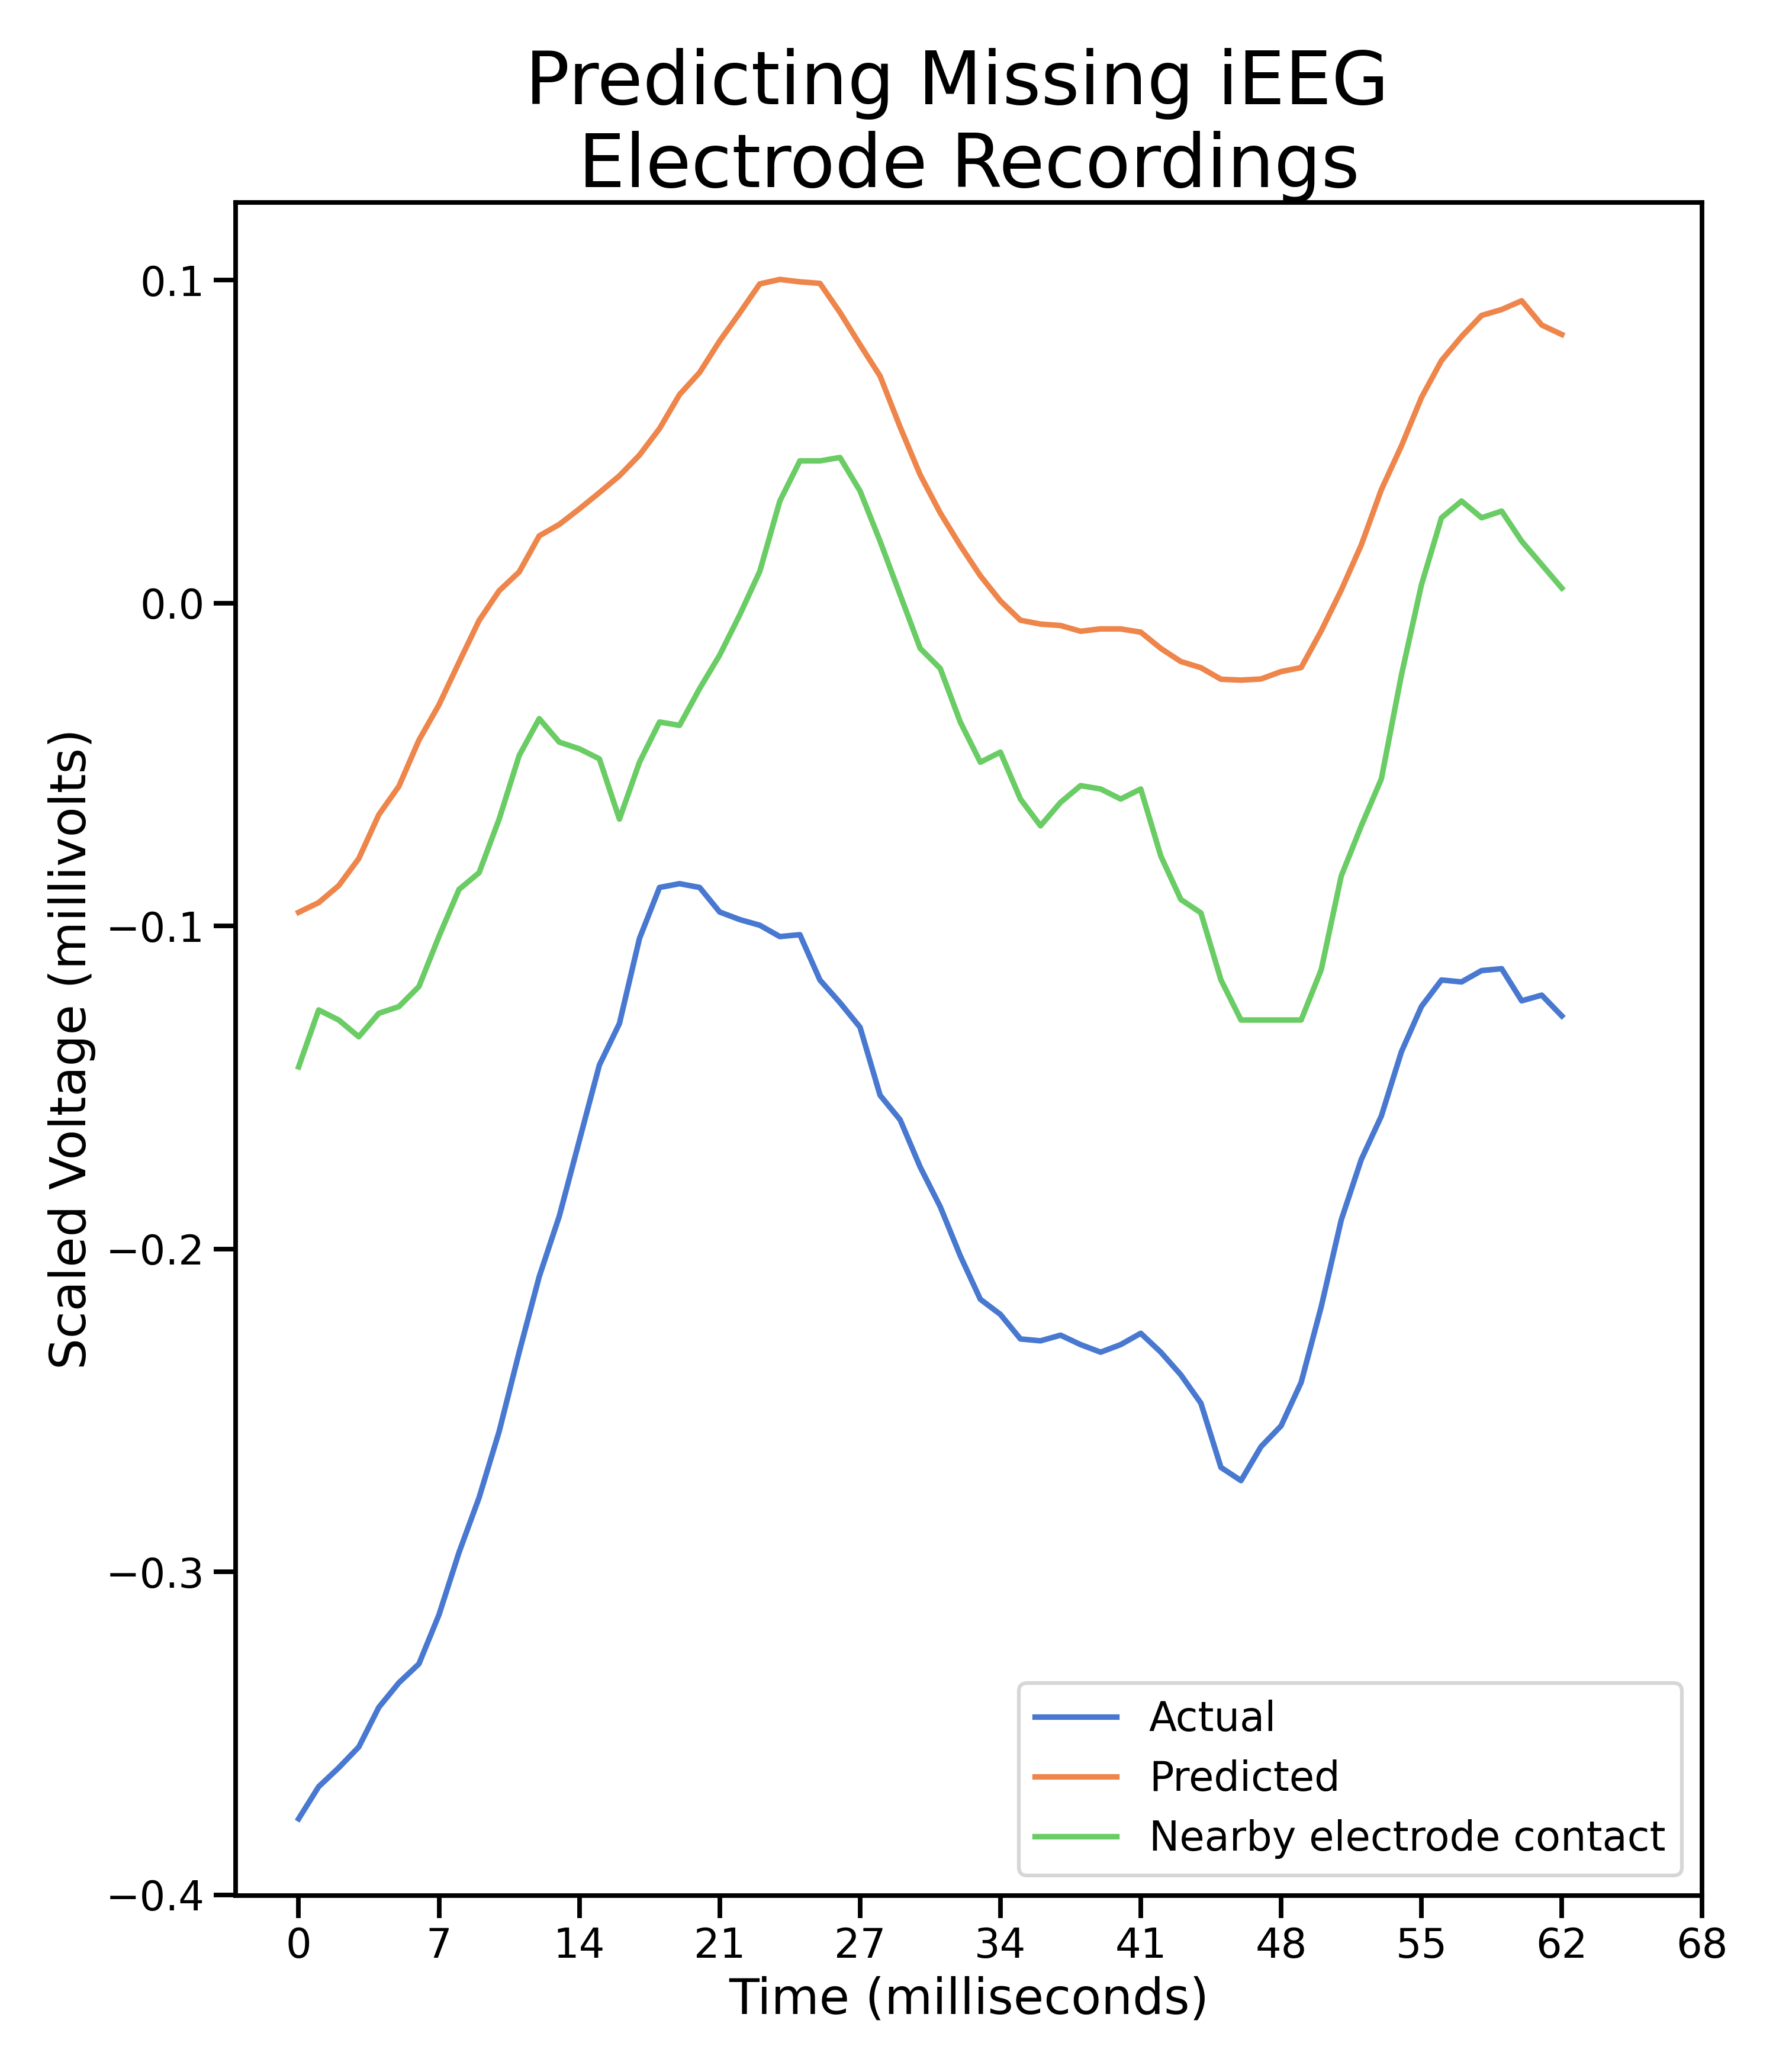 Predicting Missing iEEG
Electrode Recordings
Scaled Voltage (millivolts)
0.1
0.0
−0.1
−0.2
−0.3
−0.4
Actual
Predicted
Nearby electrode contact
0 7 14 21 27 34 41 48 55 62 68
Time (milliseconds)